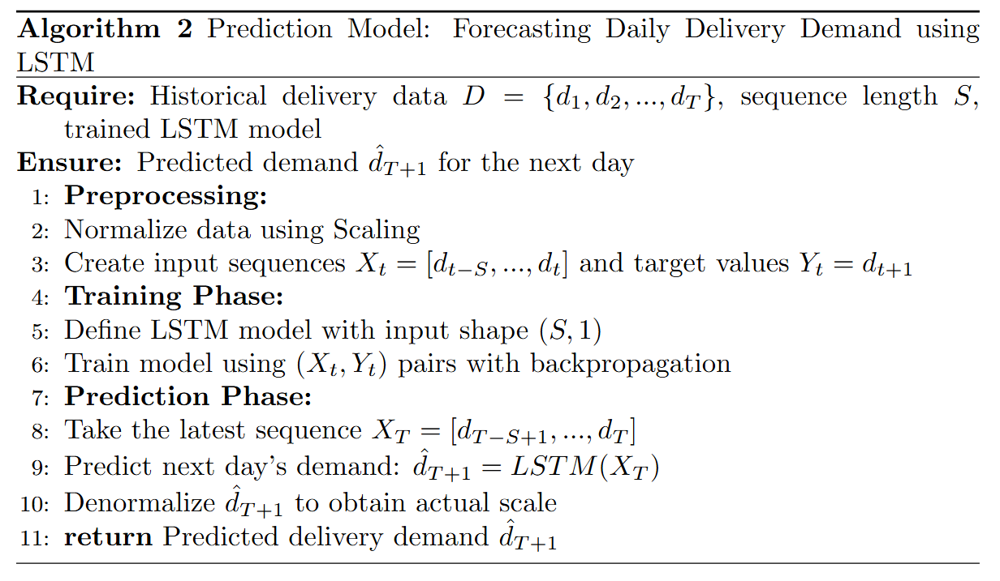 Algorithm 2 Prediction Model: Forecasting Daily Delivery Demand using
LSTM
Require: Historical delivery data $D = \{d_1, d_2, ..., d_T\}$, sequence length $S$,
trained LSTM model
Ensure: Predicted demand $\hat{d}_{T+1}$ for the next day
1: Preprocessing:
2: Normalize data using Scaling
3: Create input sequences $X_t = [d_{t-S}, ..., d_t]$ and target values $Y_t = d_{t+1}$
4: Training Phase:
5: Define LSTM model with input shape $(S, 1)$
6: Train model using $(X_t, Y_t)$ pairs with backpropagation
7: Prediction Phase:
8: Take the latest sequence $X_T = [d_{T-S+1}, ..., d_T]$
9: Predict next day's demand: $\hat{d}_{T+1} = LSTM(X_T)$
10: Denormalize $\hat{d}_{T+1}$ to obtain actual scale
11: return Predicted delivery demand $\hat{d}_{T+1}$